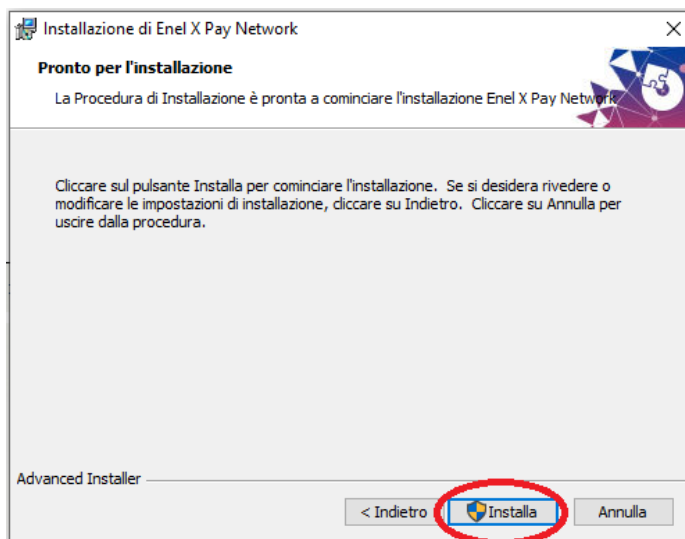 Installazione di Enel X Pay Network
Pronto per l'installazione
La Procedura di Installazione è pronta a cominciare l'installazione Enel X Pay Network
Cliccare sul pulsante Installa per cominciare l'installazione. Se si desidera rivedere o
modificare le impostazioni di installazione, cliccare su Indietro. Cliccare su Annulla per
uscire dalla procedura.
Advanced Installer
< Indietro
Installa
Annulla